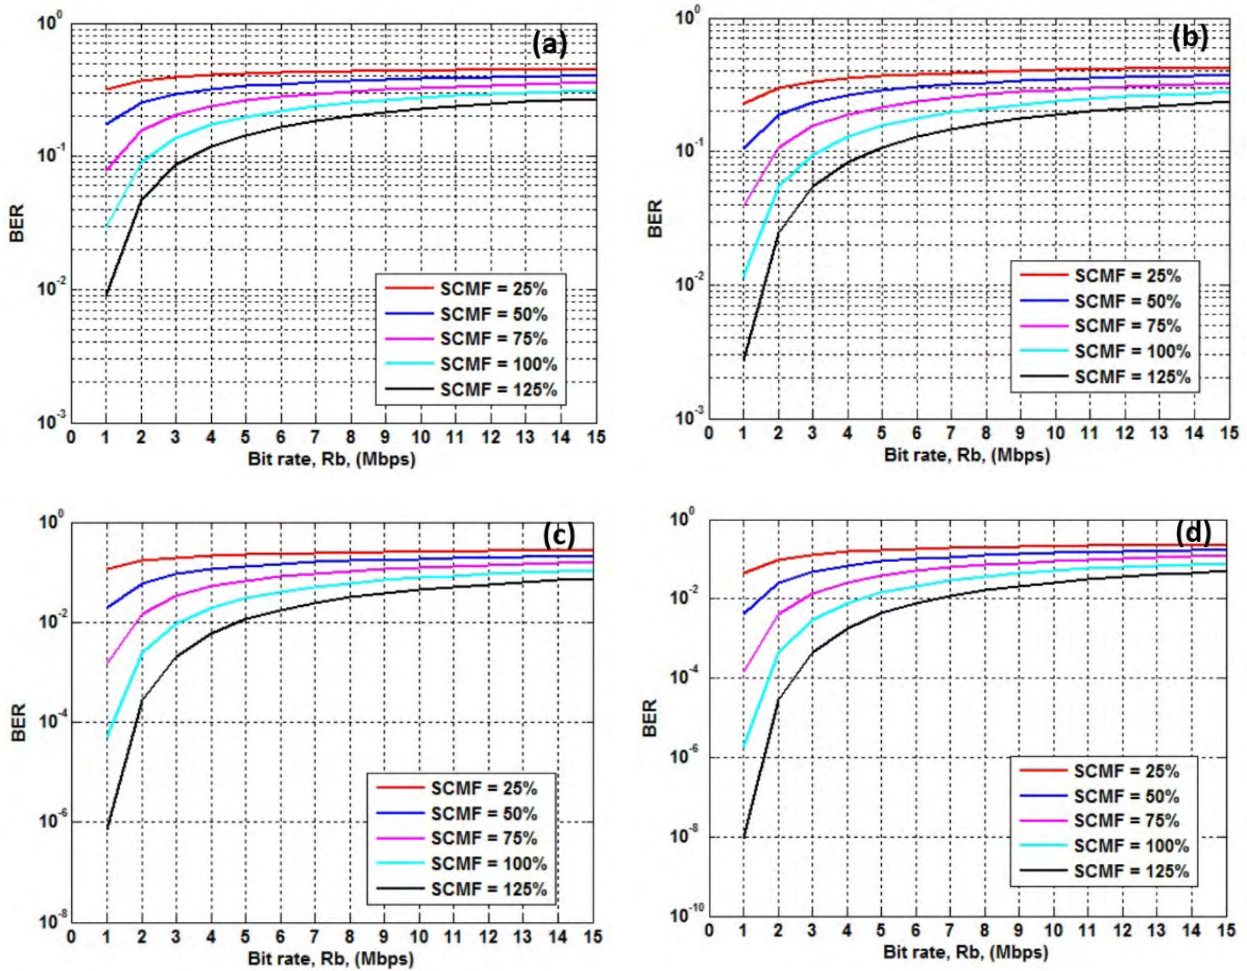 (a)
10^0
10^-1
10^-2
10^-3
BER
SCMF = 25%
SCMF = 50%
SCMF = 75%
SCMF = 100%
SCMF = 125%
0 1 2 3 4 5 6 7 8 9 10 11 12 13 14 15
Bit rate, Rb, (Mbps)
(b)
10^0
10^-1
10^-2
10^-3
BER
SCMF = 25%
SCMF = 50%
SCMF = 75%
SCMF = 100%
SCMF = 125%
0 1 2 3 4 5 6 7 8 9 10 11 12 13 14 15
Bit rate, Rb, (Mbps)
(c)
10^0
10^-2
10^-4
10^-6
10^-8
BER
SCMF = 25%
SCMF = 50%
SCMF = 75%
SCMF = 100%
SCMF = 125%
0 1 2 3 4 5 6 7 8 9 10 11 12 13 14 15
Bit rate, Rb, (Mbps)
(d)
10^0
10^-2
10^-4
10^-6
10^-8
10^-10
BER
SCMF = 25%
SCMF = 50%
SCMF = 75%
SCMF = 100%
SCMF = 125%
0 1 2 3 4 5 6 7 8 9 10 11 12 13 14 15
Bit rate, Rb, (Mbps)